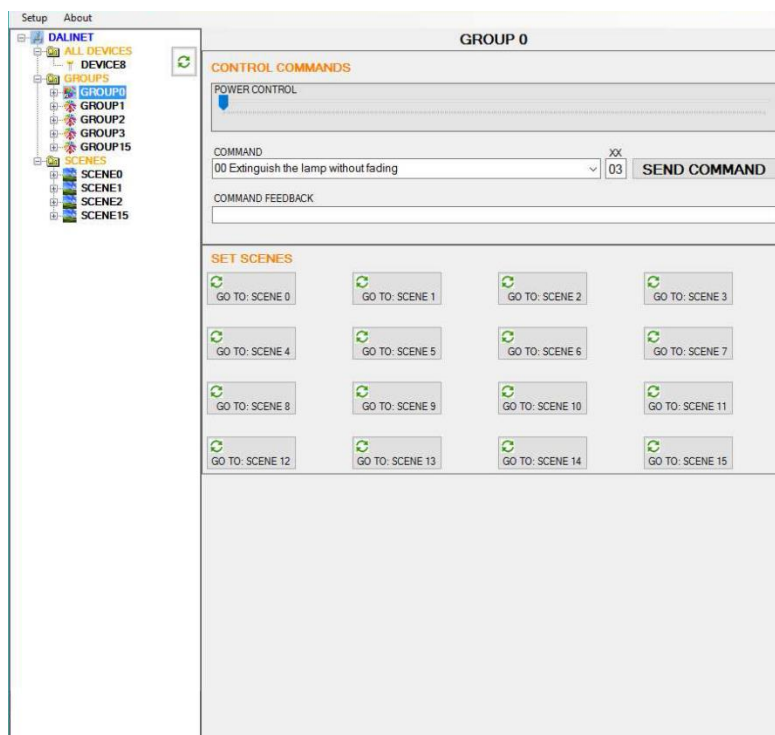 Setup About
DALINET
ALL DEVICES
DEVICE8
GROUPS
GROUP0
GROUP1
GROUP2
GROUP3
GROUP15
SCENES
SCENE0
SCENE1
SCENE2
SCENE15
GROUP 0
CONTROL COMMANDS
POWER CONTROL
COMMAND XX
00 Extinguish the lamp without fading 03 SEND COMMAND
COMMAND FEEDBACK
SET SCENES
GO TO: SCENE 0 GO TO: SCENE 1 GO TO: SCENE 2 GO TO: SCENE 3
GO TO: SCENE 4 GO TO: SCENE 5 GO TO: SCENE 6 GO TO: SCENE 7
GO TO: SCENE 8 GO TO: SCENE 9 GO TO: SCENE 10 GO TO: SCENE 11
GO TO: SCENE 12 GO TO: SCENE 13 GO TO: SCENE 14 GO TO: SCENE 15